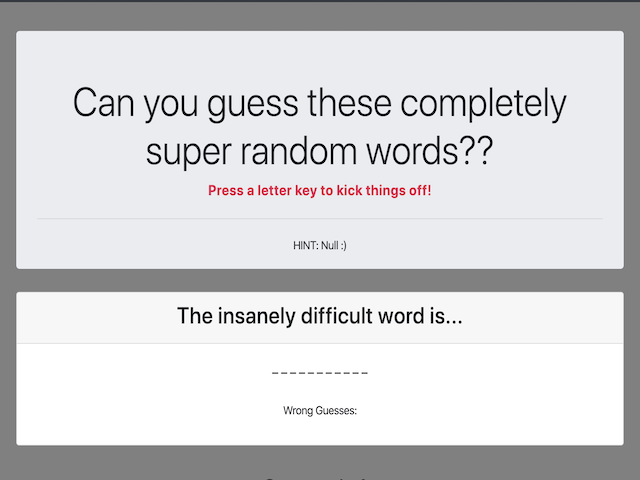 Can you guess these completely
super random words??
Press a letter key to kick things off!
HINT: Null :)
The insanely difficult word is...
_ _ _ _ _ _ _ _ _ _ _
Wrong Guesses: